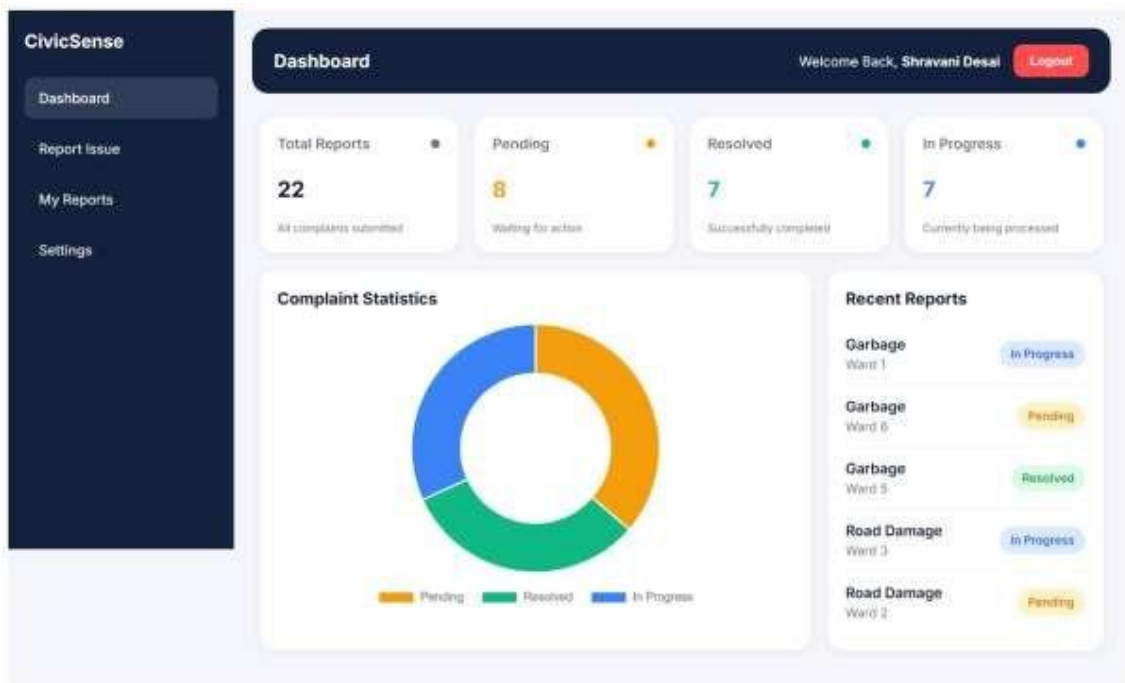 CivicSense
Dashboard
Report Issue
My Reports
Settings
Dashboard
Welcome Back, Shravani Desai
Logout
Total Reports
22
All complaints submitted
Pending
8
Waiting for action
Resolved
7
Successfully completed
In Progress
7
Currently being processed
Complaint Statistics
Pending
Resolved
In Progress
Recent Reports
Garbage
Ward 1
In Progress
Garbage
Ward 6
Pending
Garbage
Ward 5
Resolved
Road Damage
Ward 3
In Progress
Road Damage
Ward 2
Pending